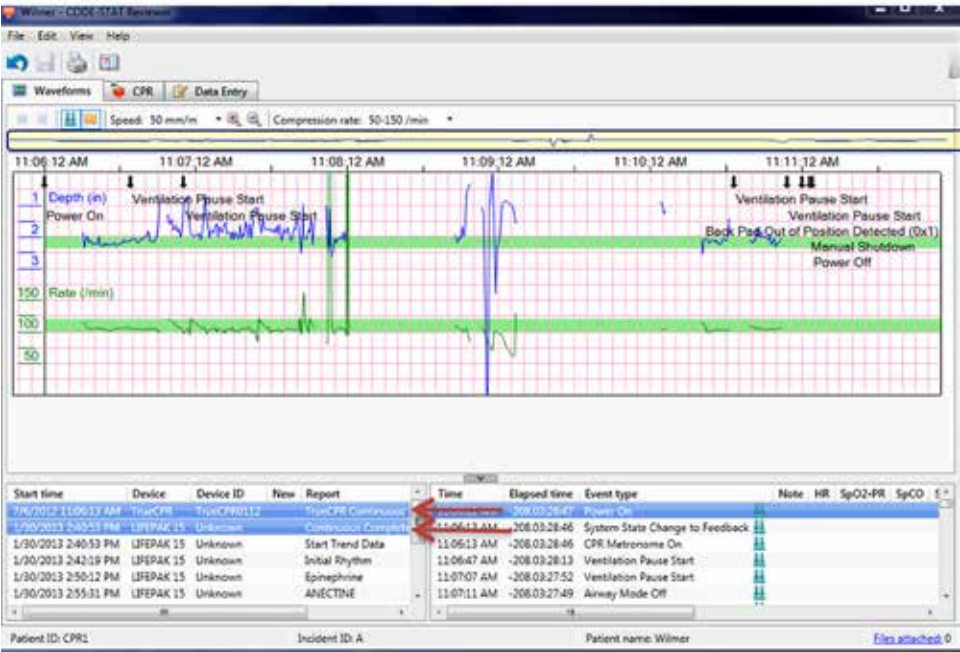 Wilmer - CODE-STAT Reviewer
File Edit View Help
Waveforms CPR Data Entry
Speed: 50 mm/m Compression rate: 50-150 /min
11:06:12 AM 11:07:12 AM 11:08:12 AM 11:09:12 AM 11:10:12 AM 11:11:12 AM
1 Depth (in) Ventilation Pause Start Ventilation Pause Start
Power On Ventilation Pause Start Ventilation Pause Start
2 Back Pad Out of Position Detected (0x1)
Manual Shutdown
3 Power Off
150 Rate (/min)
100
50
Start time Device Device ID New Report Time Elapsed time Event type Note HR SpO2•PR SpCO
7/6/2012 11:06:13 AM TrueCPR TrueCPR0112 TrueCPR Continuous -208.03:28:47 Power On
1/30/2013 2:40:53 PM LIFEPAK 15 Unknown Continuous Complete 11:06:13 AM -208.03:28:46 System State Change to Feedback
1/30/2013 2:40:53 PM LIFEPAK 15 Unknown Start Trend Data 11:06:13 AM -208.03:28:46 CPR Metronome On
1/30/2013 2:42:19 PM LIFEPAK 15 Unknown Initial Rhythm 11:06:47 AM -208.03:28:13 Ventilation Pause Start
1/30/2013 2:50:12 PM LIFEPAK 15 Unknown Epinephrine 11:07:07 AM -208.03:27:52 Ventilation Pause Start
1/30/2013 2:55:31 PM LIFEPAK 15 Unknown ANECTINE 11:07:11 AM -208.03:27:49 Airway Mode Off
Patient ID: CPR1 Incident ID: A Patient name: Wilmer Files attached: 0